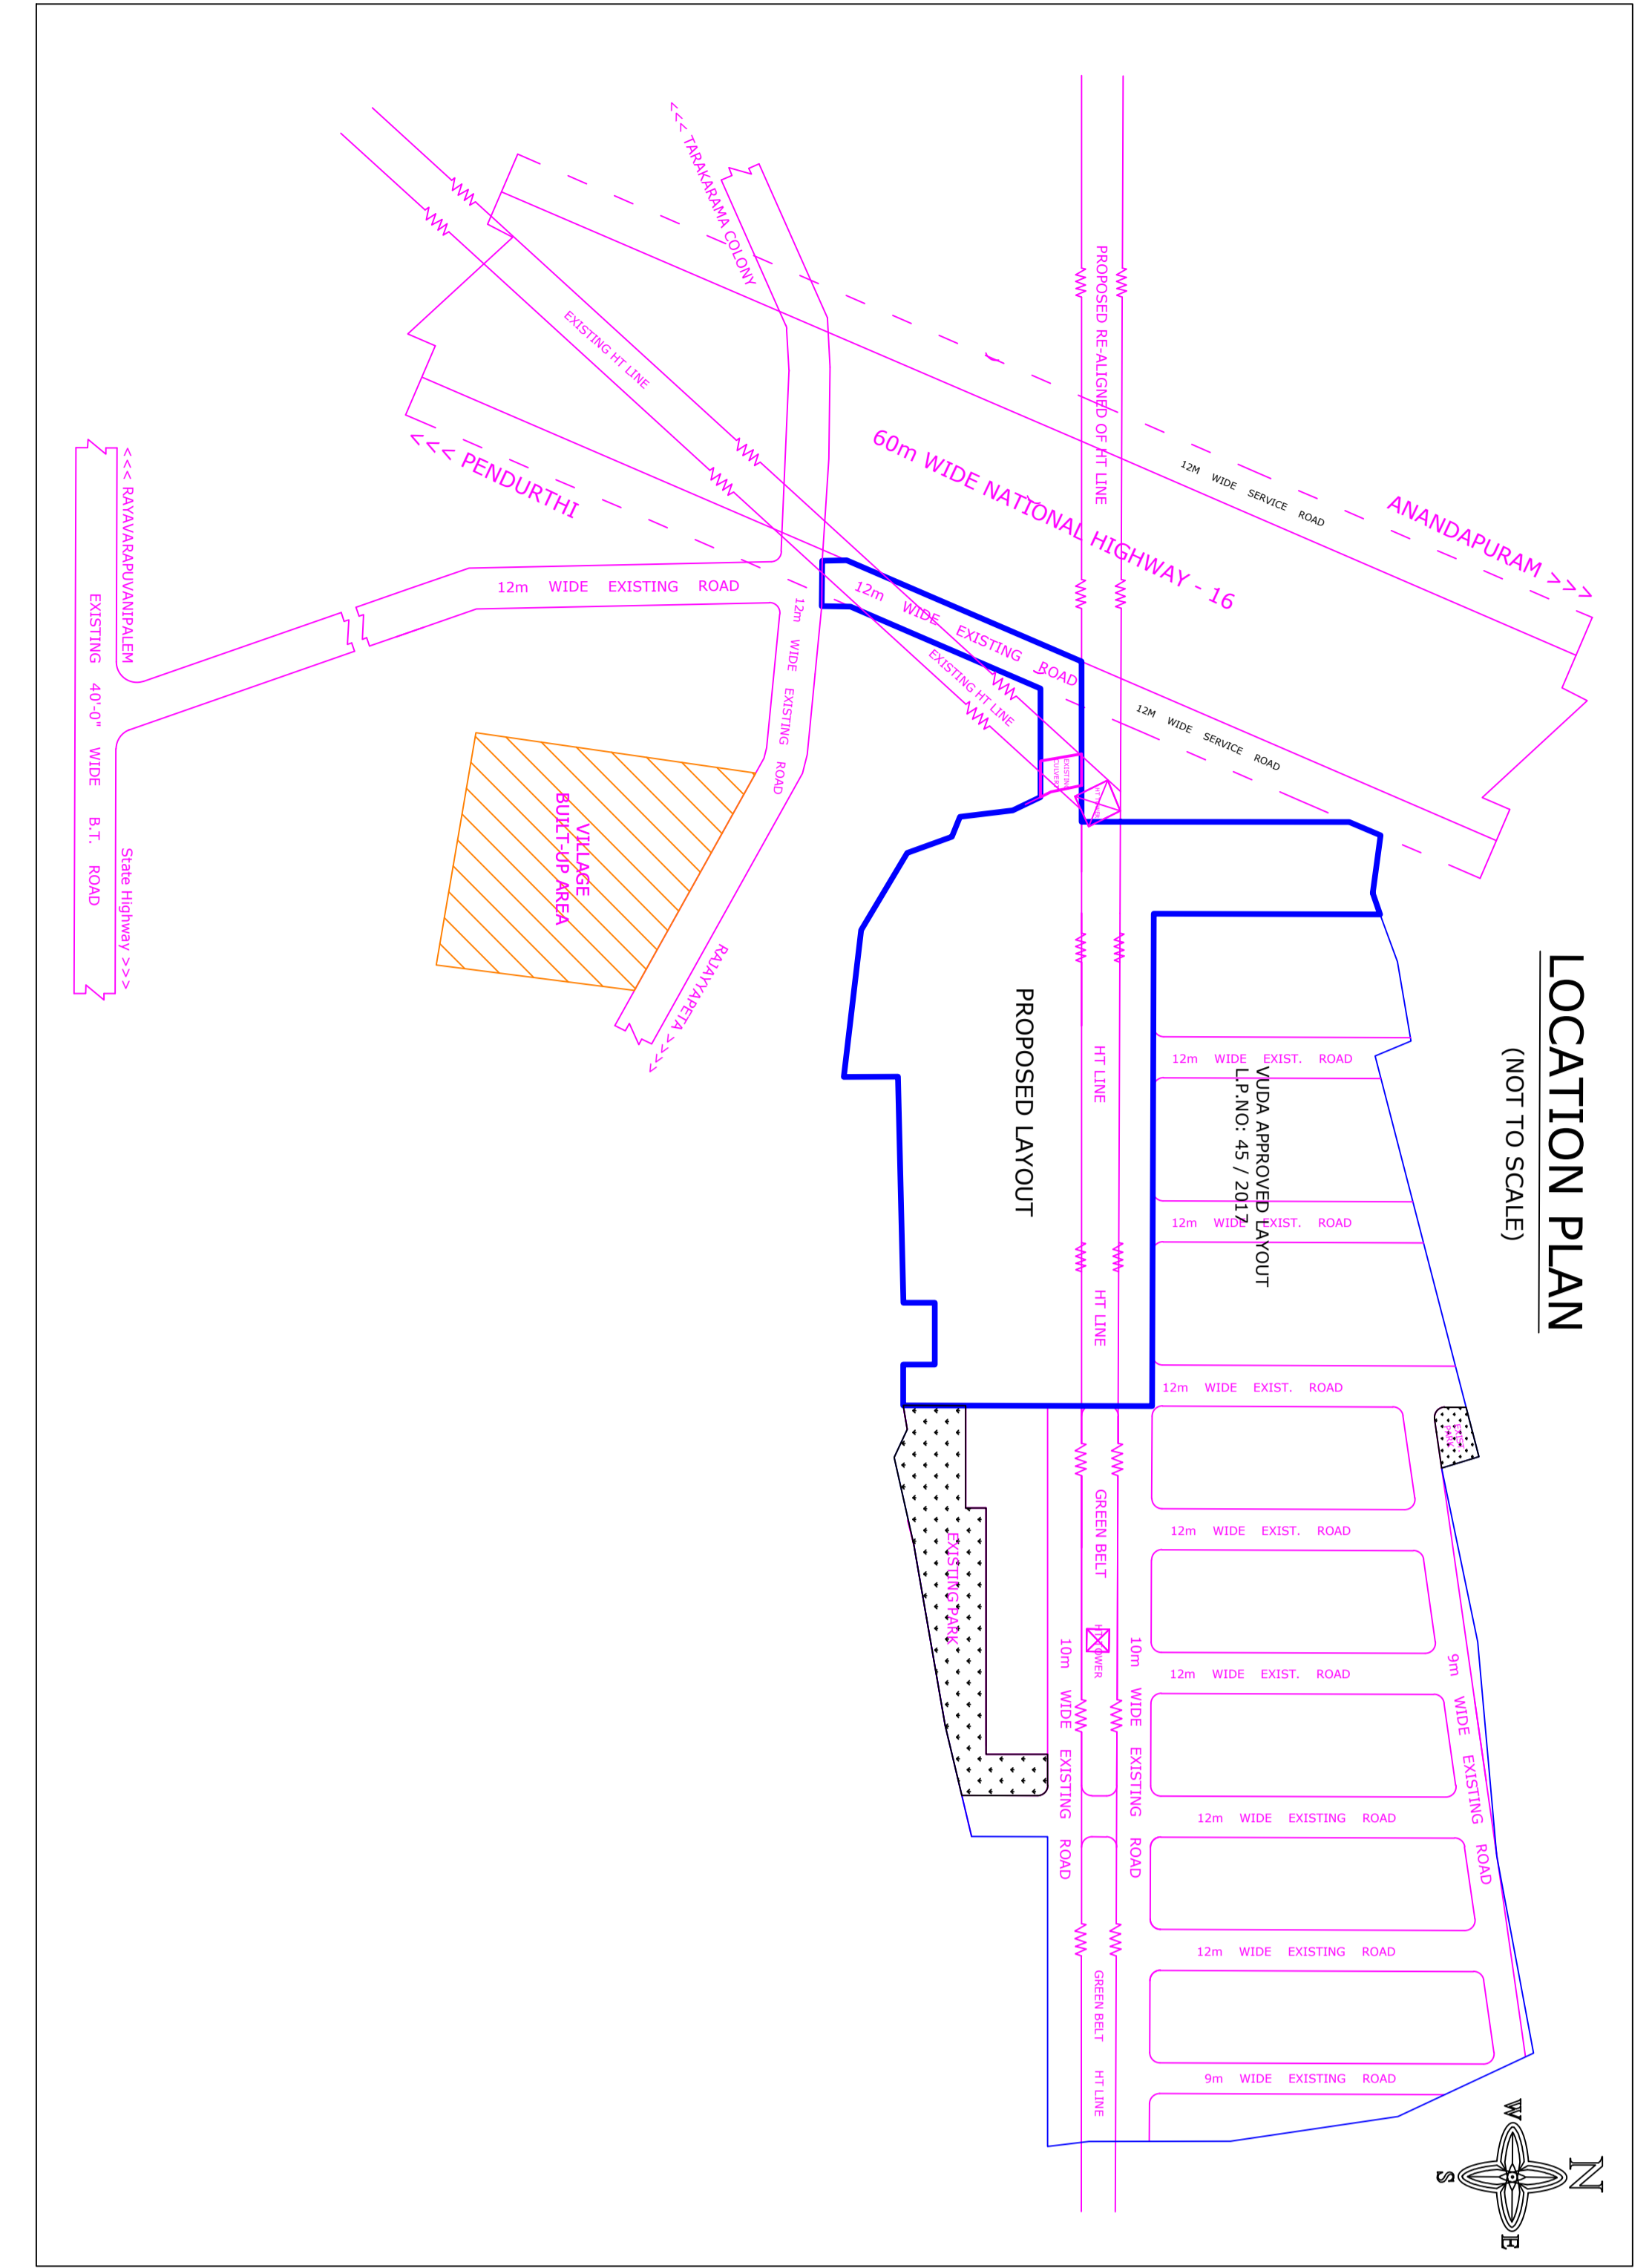 LOCATION PLAN
(NOT TO SCALE)
ANANDAPURAM >>>
12M WIDE SERVICE ROAD
60m WIDE NATIONAL HIGHWAY - 16
12M WIDE SERVICE ROAD
PROPOSED RE-ALIGNED OF HT LINE
<<< TARAKARAMA COLONY
EXISTING HT LINE
<<< PENDURTHI
12m WIDE EXISTING ROAD
EXISTING HT LINE
EXISTING
CULVERT
12m WIDE EXISTING ROAD
12m WIDE EXISTING ROAD
RAJAYYAPETA >>>
VILLAGE
BUILT-UP AREA
<<< RAYAVARAPUVANIPALEM
State Highway >>>
EXISTING 40'-0" WIDE B.T. ROAD
PROPOSED LAYOUT
HT LINE
HT LINE
VUDA APPROVED LAYOUT
L.P.NO: 45 / 2017
12m WIDE EXIST. ROAD
12m WIDE EXIST. ROAD
12m WIDE EXIST. ROAD
EXIST.
PARK
12m WIDE EXIST. ROAD
12m WIDE EXIST. ROAD
12m WIDE EXISTING ROAD
12m WIDE EXISTING ROAD
9m WIDE EXISTING ROAD
9m WIDE EXISTING ROAD
GREEN BELT
HT TOWER
10m WIDE EXISTING ROAD
10m WIDE EXISTING ROAD
EXISTING PARK
GREEN BELT
HT LINE
N
W
E
S